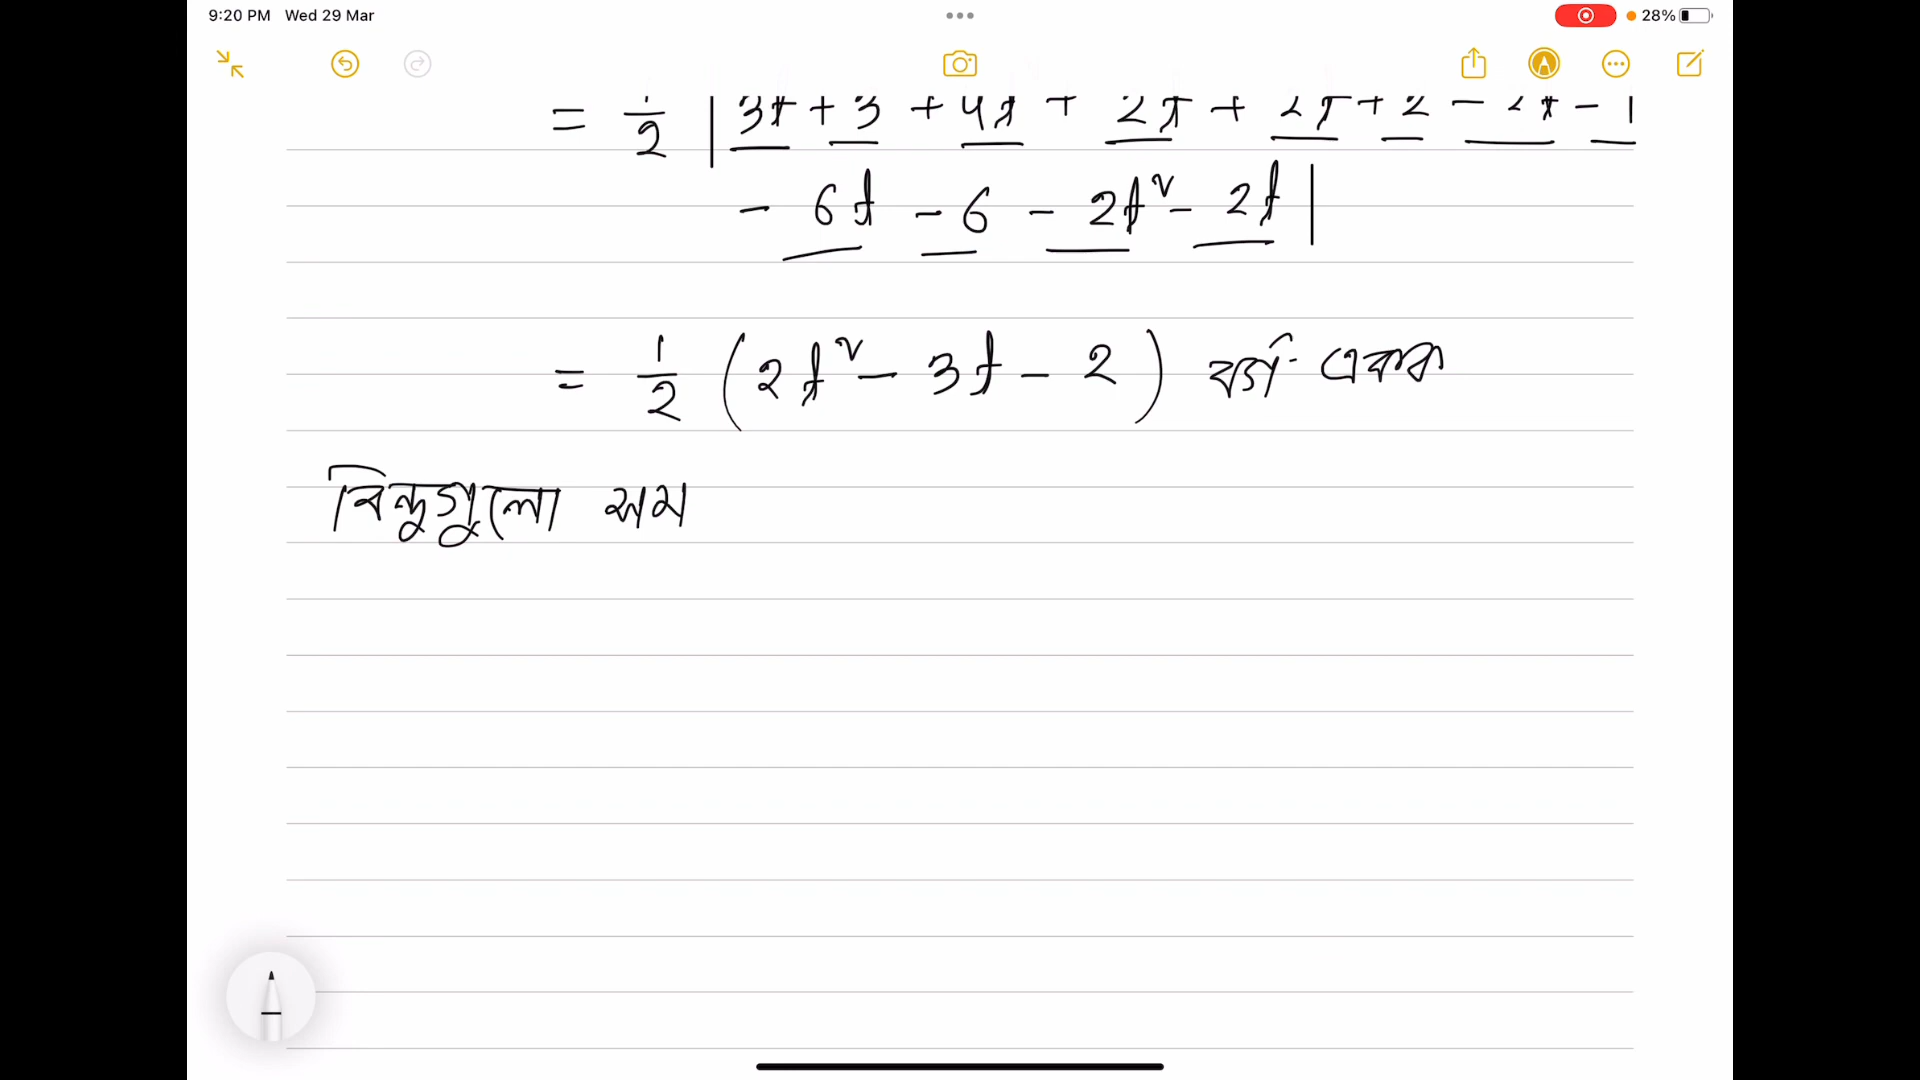 9:20 PM Wed 29 Mar 28%
= 1/2 | 3t + 3 + 4t + 2t + 2t + 2 - 2t - 1
- 6t - 6 - 2t² - 2t |
= 1/2 (2t² - 3t - 2) বর্গ একক
বিন্দুগুলো সম